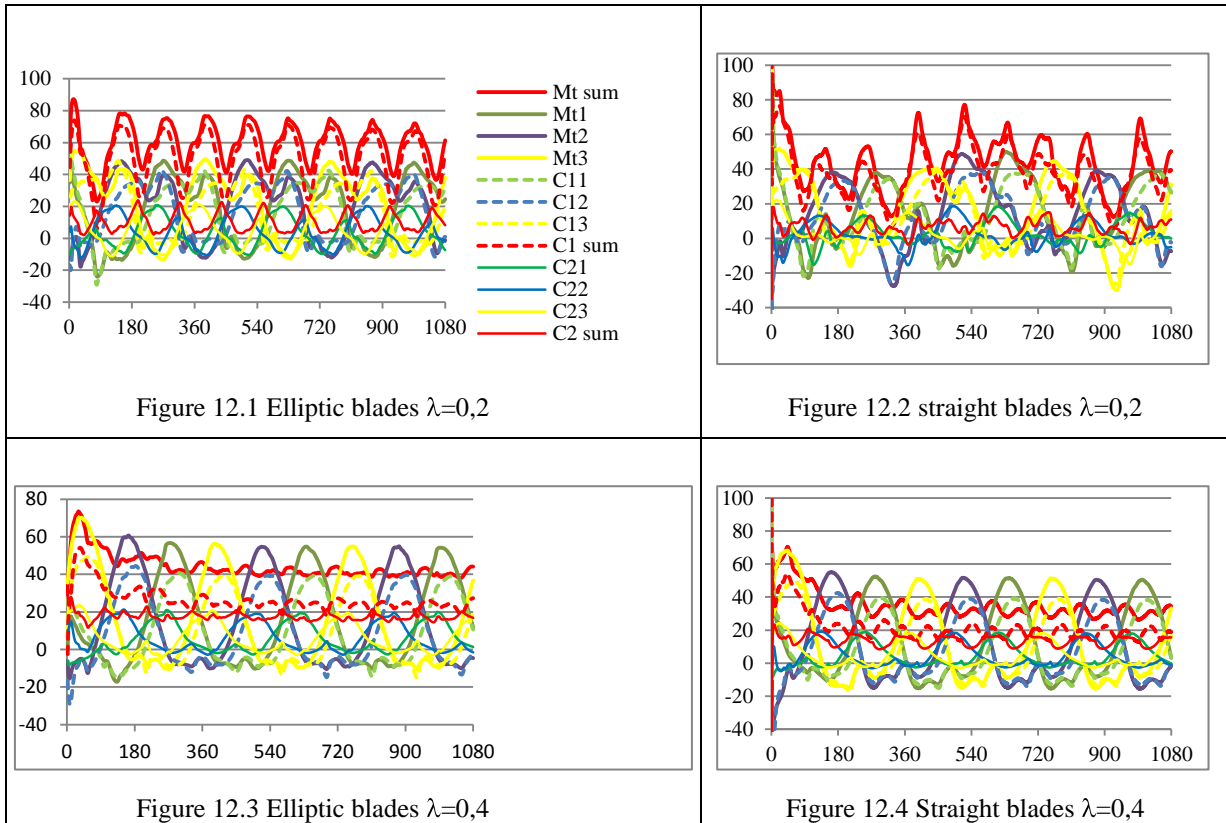 100
80
60
40
20
0
-20
-40
0 180 360 540 720 900 1080
Mt sum
Mt1
Mt2
Mt3
C11
C12
C13
C1 sum
C21
C22
C23
C2 sum
Figure 12.1 Elliptic blades λ=0,2
100
80
60
40
20
0
-20
-40
0 180 360 540 720 900 1080
Figure 12.2 straight blades λ=0,2
80
60
40
20
0
-20
-40
0 180 360 540 720 900 1080
Figure 12.3 Elliptic blades λ=0,4
100
80
60
40
20
0
-20
-40
0 180 360 540 720 900 1080
Figure 12.4 Straight blades λ=0,4